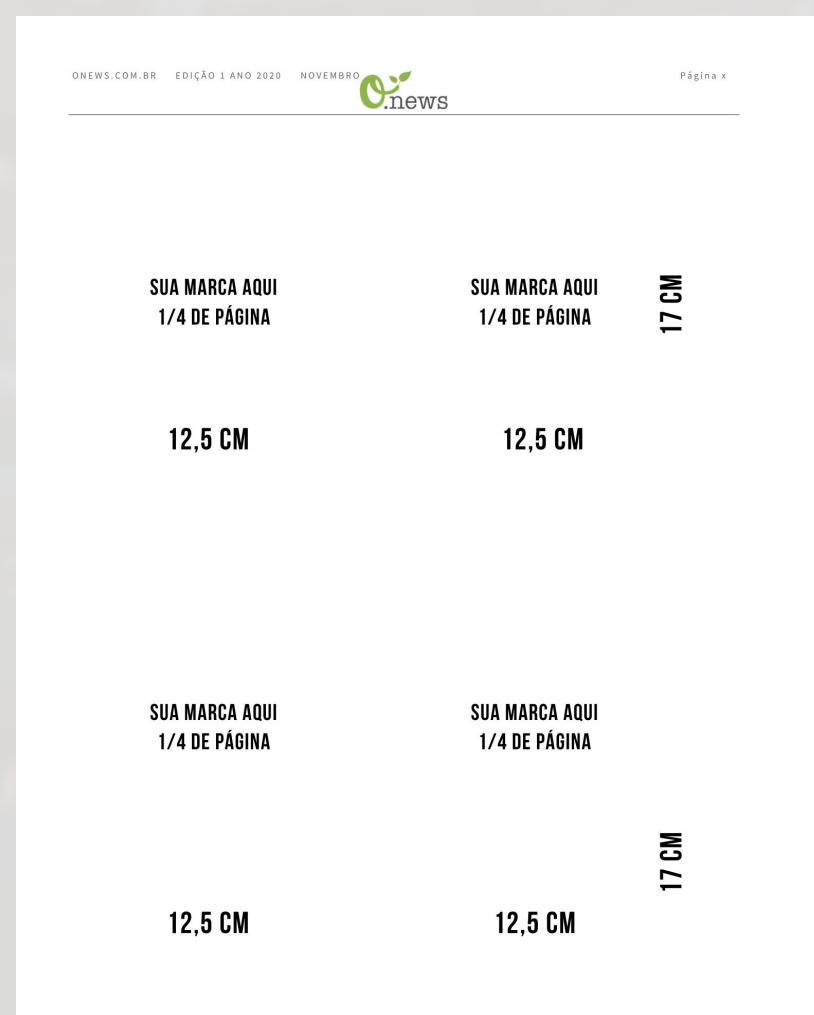 ONEWS.COM.BR EDIÇÃO 1 ANO 2020 NOVEMBRO
O.news
Página x
SUA MARCA AQUI
1/4 DE PÁGINA
12,5 CM
SUA MARCA AQUI
1/4 DE PÁGINA
17 CM
12,5 CM
SUA MARCA AQUI
1/4 DE PÁGINA
12,5 CM
SUA MARCA AQUI
1/4 DE PÁGINA
17 CM
12,5 CM